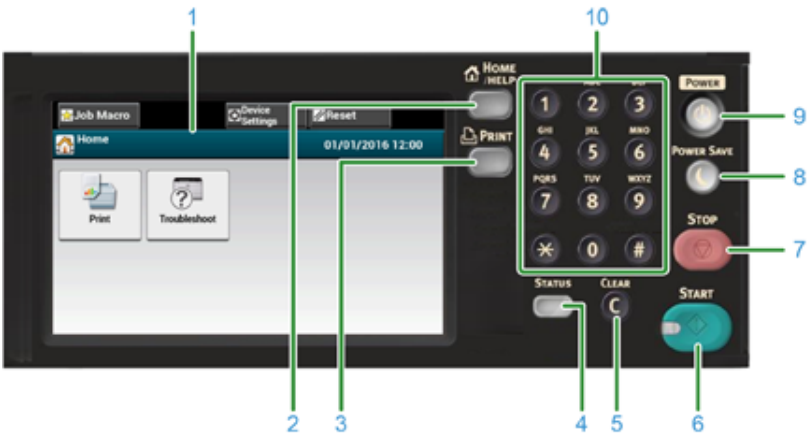 1
10
HOME
/HELP
POWER
Job Macro
Device
Settings
Reset
1
2
3
9
Home
01/01/2016 12:00
PRINT
GHI
JKL
MNO
4
5
6
POWER SAVE
8
PQRS
TUV
WXYZ
7
8
9
Print
Troubleshoot
STOP
*
0
#
7
STATUS
CLEAR
START
C
2
3
4
5
6